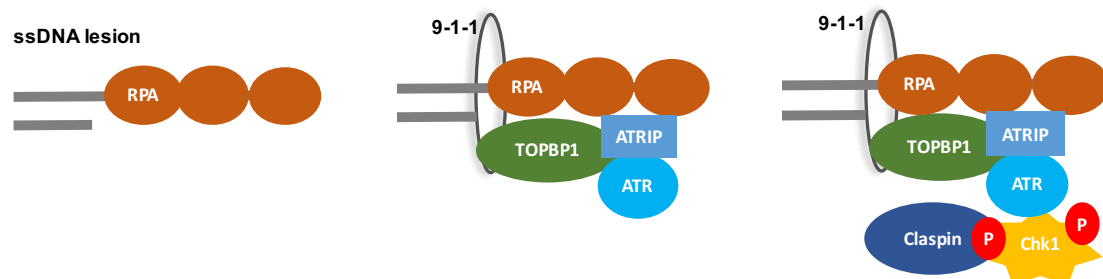 ssDNA lesion
RPA
9-1-1
RPA
TOPBP1
ATRIP
ATR
9-1-1
RPA
TOPBP1
ATRIP
ATR
Claspin
P
Chk1
P